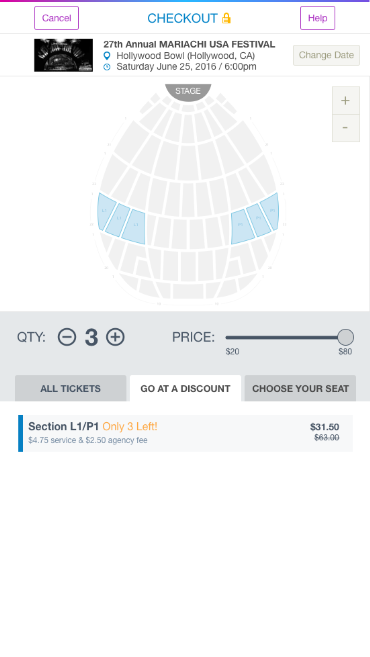 Cancel
CHECKOUT
Help
27th Annual MARIACHI USA FESTIVAL
Hollywood Bowl (Hollywood, CA)
Saturday June 25, 2016 / 6:00pm
Change Date
STAGE
+
-
QTY: 3
PRICE:
$20 $80
ALL TICKETS
GO AT A DISCOUNT
CHOOSE YOUR SEAT
Section L1/P1 Only 3 Left! $31.50
$4.75 service & $2.50 agency fee $63.00